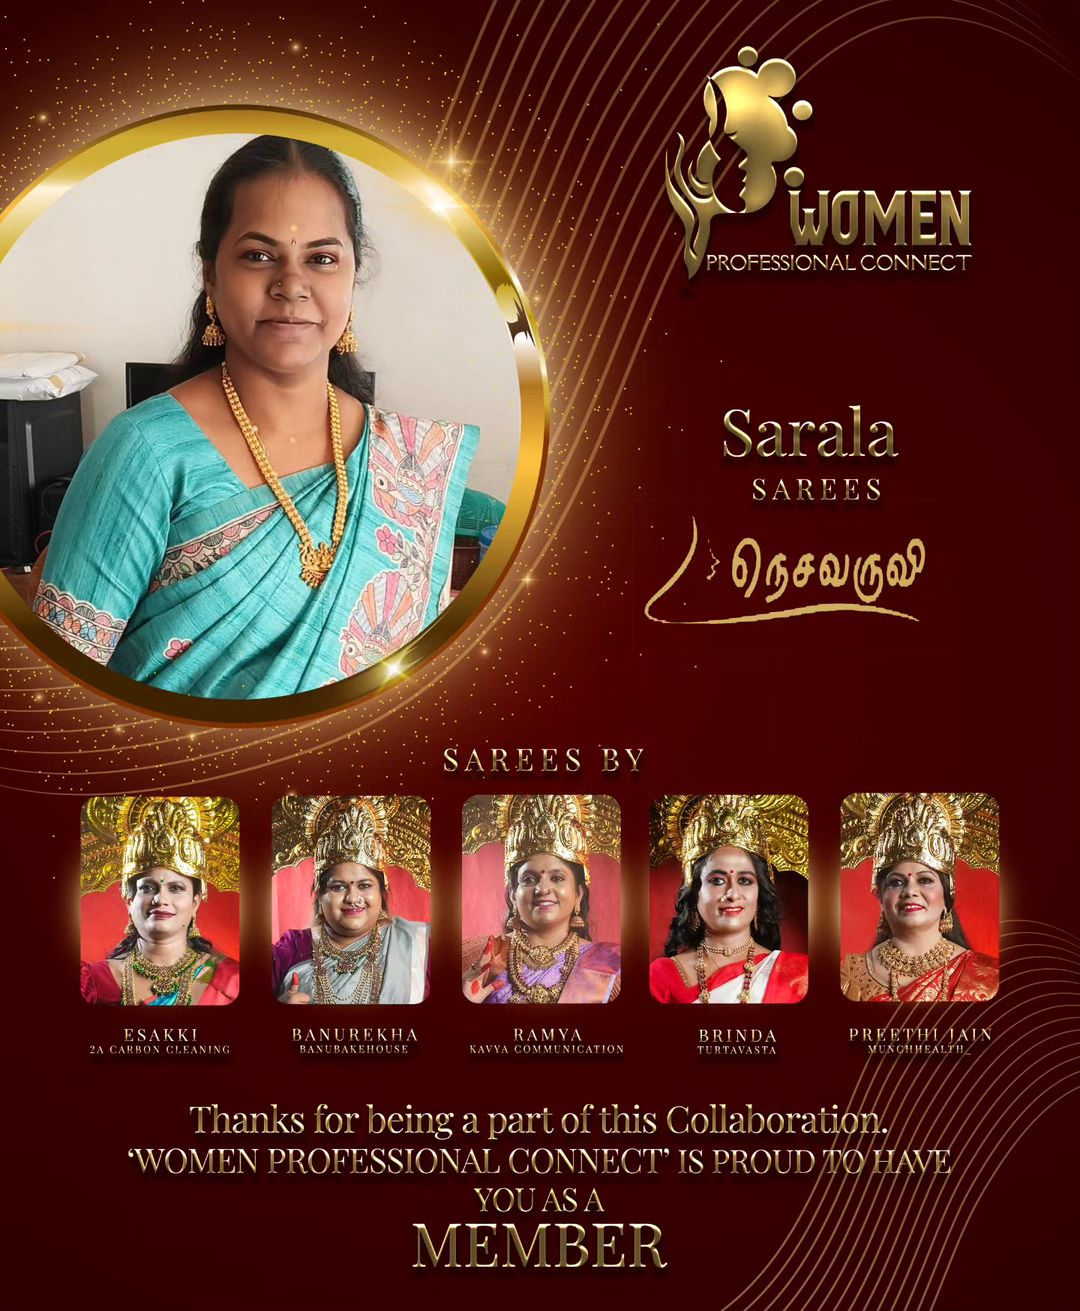 WOMEN
PROFESSIONAL CONNECT
Sarala
SAREES
நெசவருவி
SAREES BY
ESAKKI
2A CARBON CLEANING
BANUREKHA
BANUBAKEHOUSE
RAMYA
KAVYA COMMUNICATION
BRINDA
TURTAVASTA
PREETHI JAIN
MUNCHHEALTH_
Thanks for being a part of this Collaboration.
‘WOMEN PROFESSIONAL CONNECT’ IS PROUD TO HAVE
YOU AS A
MEMBER